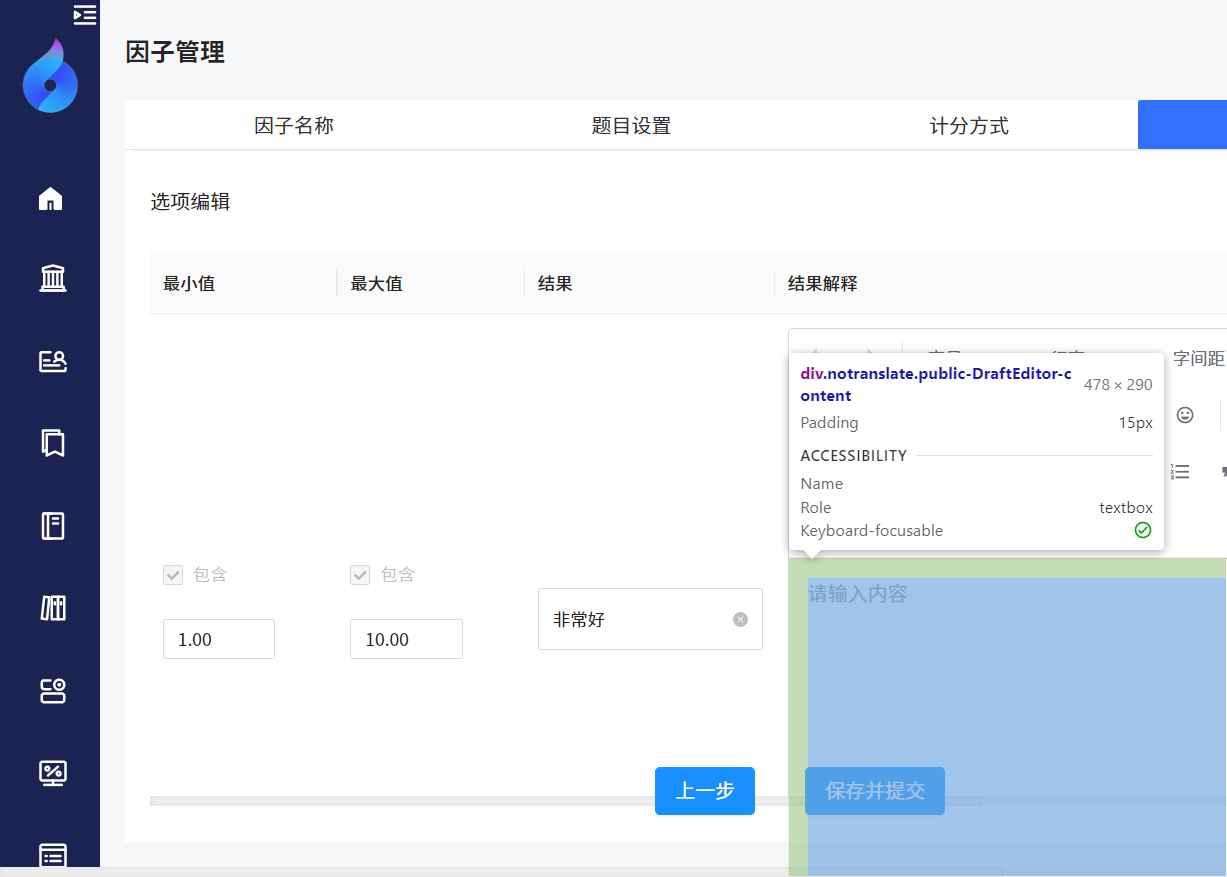 因子管理
因子名称
题目设置
计分方式
选项编辑
最小值
最大值
结果
结果解释
字间距
div.notranslate.public-DraftEditor-c
ontent
478 × 290
Padding
15px
ACCESSIBILITY
Name
Role
textbox
Keyboard-focusable
包含
包含
请输入内容
1.00
10.00
非常好
上一步
保存并提交